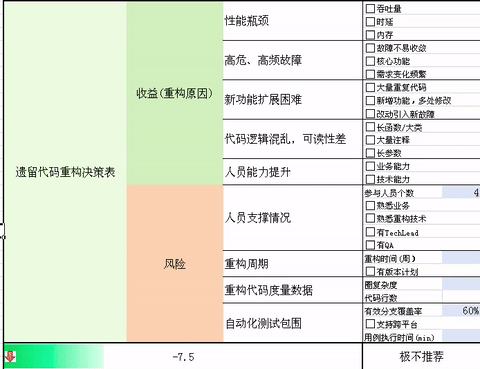 遗留代码重构决策表
收益(重构原因)
性能瓶颈
吞吐量
时延
内存
高危、高频故障
故障不易收敛
核心功能
需求变化频繁
新功能扩展困难
大量重复代码
新增功能，多处修改
改动引入新故障
代码逻辑混乱，可读性差
长函数/大类
大量注释
长参数
人员能力提升
业务能力
技术能力
风险
人员支撑情况
参与人员个数 4
熟悉业务
熟悉重构技术
有TechLead
有QA
重构周期
重构时间(周)
有版本计划
重构代码度量数据
圈复杂度
代码行数
自动化测试包围
有效分支覆盖率 60%
支持跨平台
用例执行时间(min)
-7.5
极不推荐